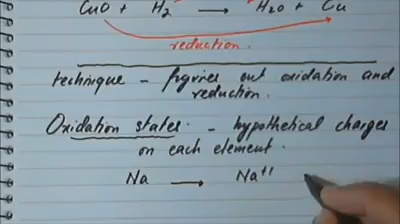 CuO + H2 → H2O + Cu
reduction.
technique - figures out oxidation and
reduction.
Oxidation states. - hypothetical charges
on each element.
Na → Na+1